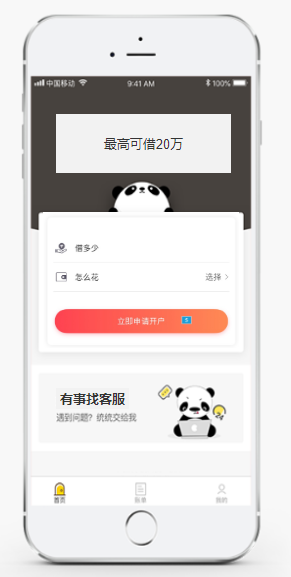 中国移动 9:41 AM 100%
最高可借20万
借多少
怎么花 选择
立即申请开户
有事找客服
遇到问题?统统交给我
首页 账单 我的